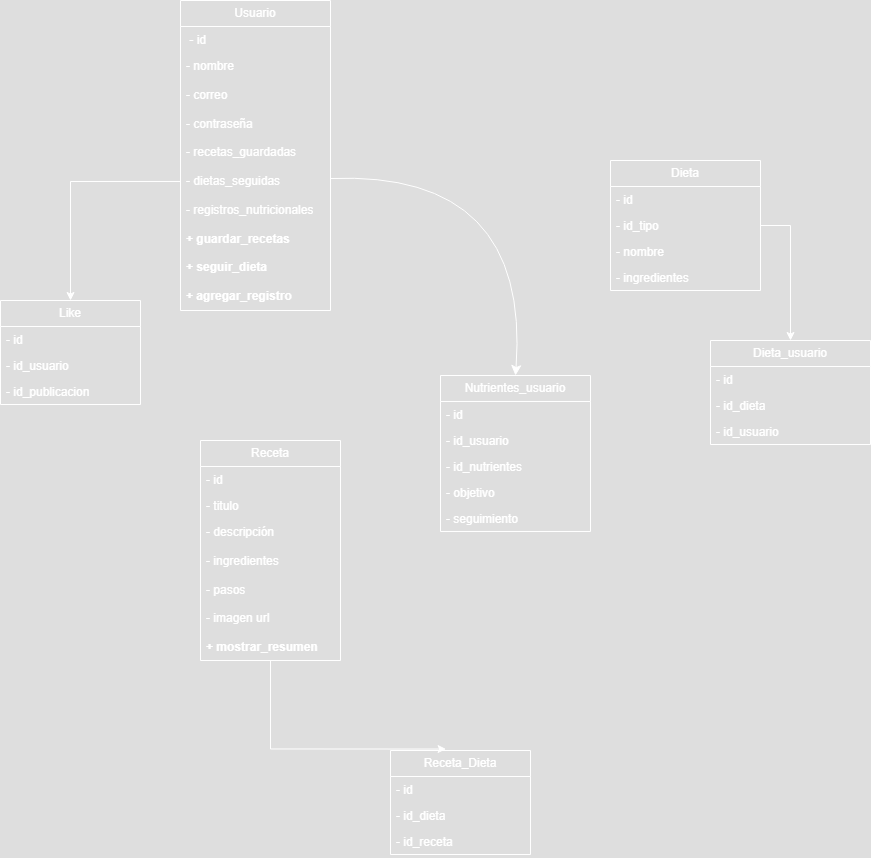 Usuario
- id
- nombre
- correo
- contraseña
- recetas_guardadas
- dietas_seguidas
- registros_nutricionales
+ guardar_recetas
+ seguir_dieta
+ agregar_registro
Dieta
- id
- id_tipo
- nombre
- ingredientes
Like
- id
- id_usuario
- id_publicacion
Dieta_usuario
- id
- id_dieta
- id_usuario
Nutrientes_usuario
- id
- id_usuario
- id_nutrientes
- objetivo
- seguimiento
Receta
- id
- titulo
- descripción
- ingredientes
- pasos
- imagen url
+ mostrar_resumen
Receta_Dieta
- id
- id_dieta
- id_receta